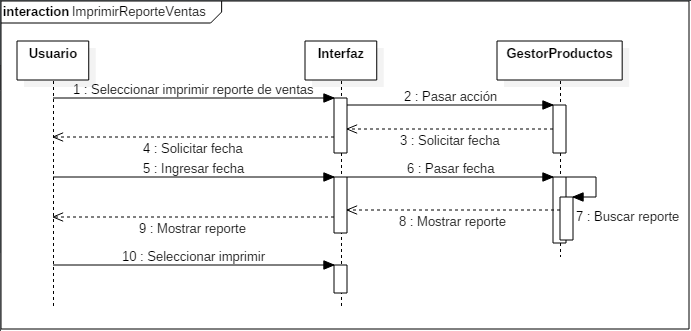 interaction ImprimirReporteVentas
Usuario
Interfaz
GestorProductos
1 : Seleccionar imprimir reporte de ventas
2 : Pasar acción
3 : Solicitar fecha
4 : Solicitar fecha
5 : Ingresar fecha
6 : Pasar fecha
7 : Buscar reporte
8 : Mostrar reporte
9 : Mostrar reporte
10 : Seleccionar imprimir